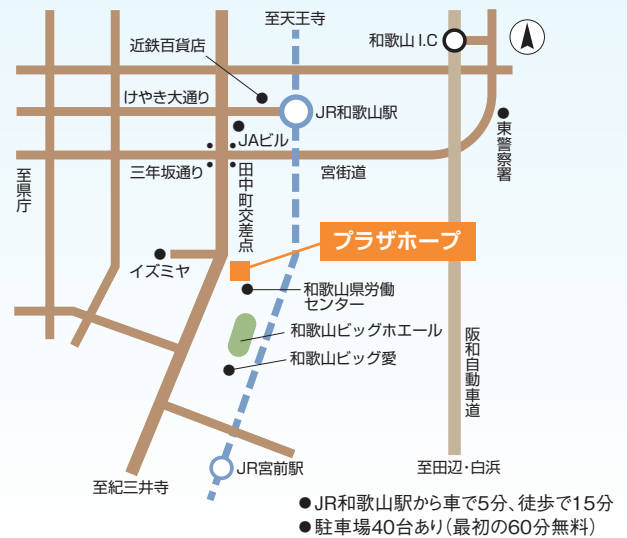 至天王寺
近鉄百貨店
和歌山 I.C
けやき大通り
JR和歌山駅
JAビル
東警察署
三年坂通り
宮街道
至県庁
田中町交差点
プラザホープ
イズミヤ
和歌山県労働
センター
和歌山ビッグホエール
和歌山ビッグ愛
阪和自動車道
JR宮前駅
至田辺・白浜
至紀三井寺
●JR和歌山駅から車で5分、徒歩で15分
●駐車場40台あり(最初の60分無料)